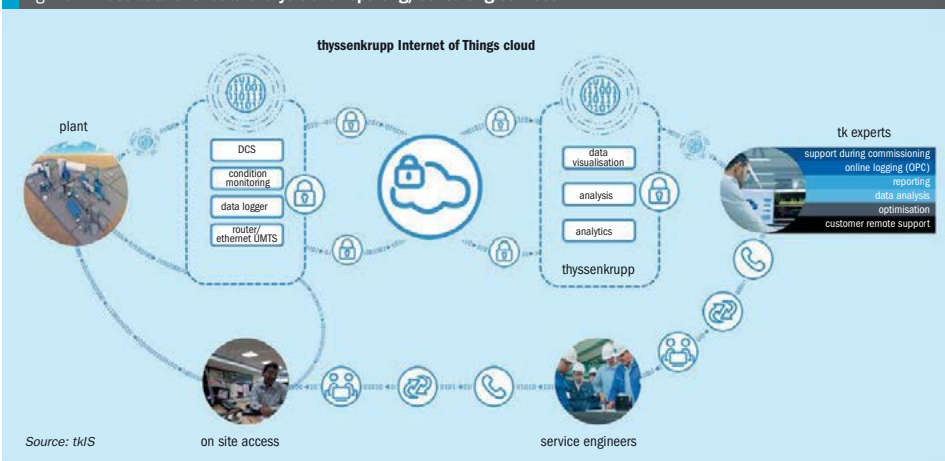 thyssenkrupp Internet of Things cloud
plant
DCS
condition
monitoring
data logger
router/
ethernet UMTS
data
visualisation
analysis
analytics
thyssenkrupp
tk experts
support during commissioning
online logging (OPC)
reporting
data analysis
optimisation
customer remote support
on site access
service engineers
Source: tkIS